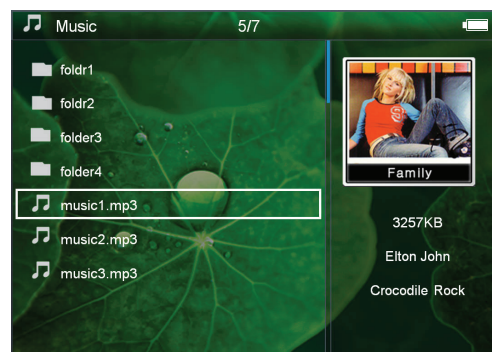 Music 5/7
foldr1
foldr2
folder3
folder4
music1.mp3
music2.mp3
music3.mp3
Family
3257KB
Elton John
Crocodile Rock